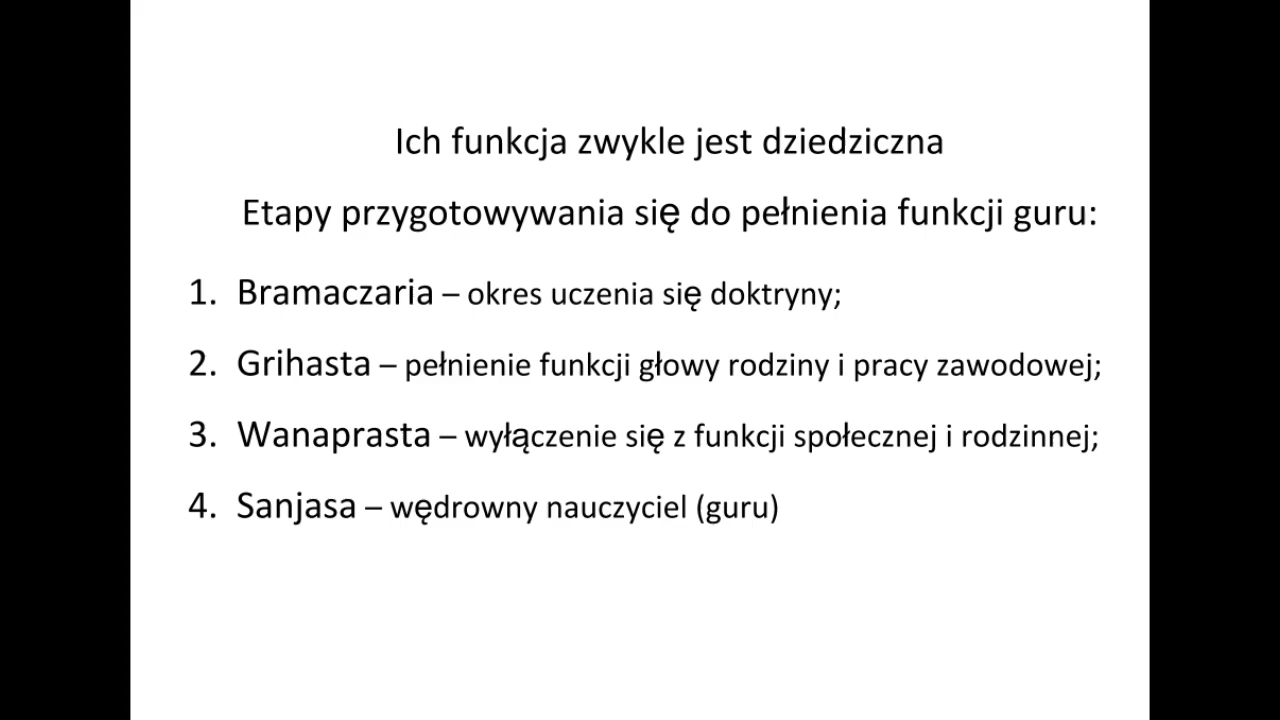 Ich funkcja zwykle jest dziedziczna
Etapy przygotowywania się do pełnienia funkcji guru:
1. Bramaczaria – okres uczenia się doktryny;
2. Grihasta – pełnienie funkcji głowy rodziny i pracy zawodowej;
3. Wanaprasta – wyłączenie się z funkcji społecznej i rodzinnej;
4. Sanjasa – wędrowny nauczyciel (guru)